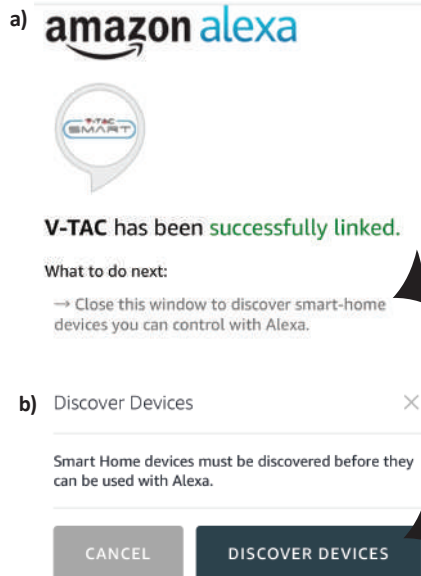 a) amazon alexa
V-TAC
SMART
V-TAC has been successfully linked.
What to do next:
→ Close this window to discover smart-home
devices you can control with Alexa.
b) Discover Devices
Smart Home devices must be discovered before they
can be used with Alexa.
CANCEL DISCOVER DEVICES